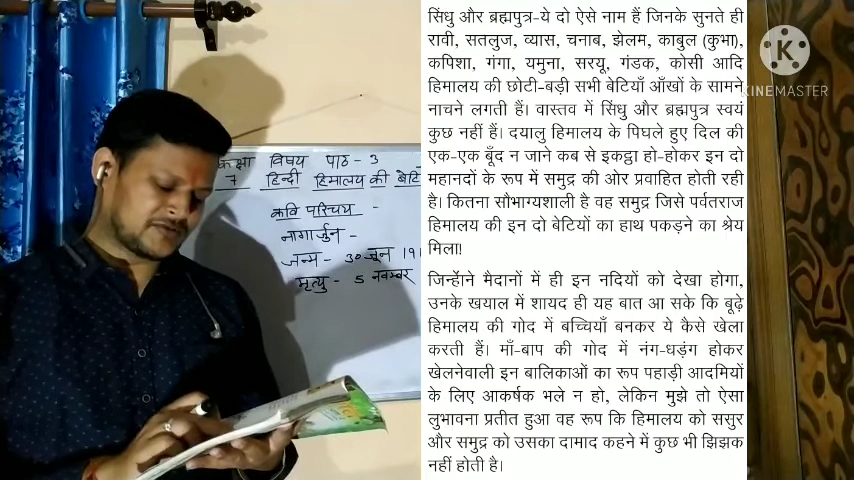 कक्षा विषय पाठ - 3
7 हिन्दी हिमालय की बेटि
कवि परिचय -
नागार्जुन -
जन्म - 30 जून 191
मृत्यु - 5 नवम्बर
सिंधु और ब्रह्मपुत्र-ये दो ऐसे नाम हैं जिनके सुनते ही
रावी, सतलुज, व्यास, चनाब, झेलम, काबुल (कुभा),
कपिशा, गंगा, यमुना, सरयू, गंडक, कोसी आदि
हिमालय की छोटी-बड़ी सभी बेटियाँ आँखों के सामने
नाचने लगती हैं। वास्तव में सिंधु और ब्रह्मपुत्र स्वयं
कुछ नहीं हैं। दयालु हिमालय के पिघले हुए दिल की
एक-एक बूँद न जाने कब से इकट्ठा हो-होकर इन दो
महानदों के रूप में समुद्र की ओर प्रवाहित होती रही
है। कितना सौभाग्यशाली है वह समुद्र जिसे पर्वतराज
हिमालय की इन दो बेटियों का हाथ पकड़ने का श्रेय
मिला!
जिन्होंने मैदानों में ही इन नदियों को देखा होगा,
उनके खयाल में शायद ही यह बात आ सके कि बूढ़े
हिमालय की गोद में बच्चियाँ बनकर ये कैसे खेला
करती हैं। माँ-बाप की गोद में नंग-धड़ंग होकर
खेलनेवाली इन बालिकाओं का रूप पहाड़ी आदमियों
के लिए आकर्षक भले न हो, लेकिन मुझे तो ऐसा
लुभावना प्रतीत हुआ वह रूप कि हिमालय को ससुर
और समुद्र को उसका दामाद कहने में कुछ भी झिझक
नहीं होती है।
K
KINEMASTER